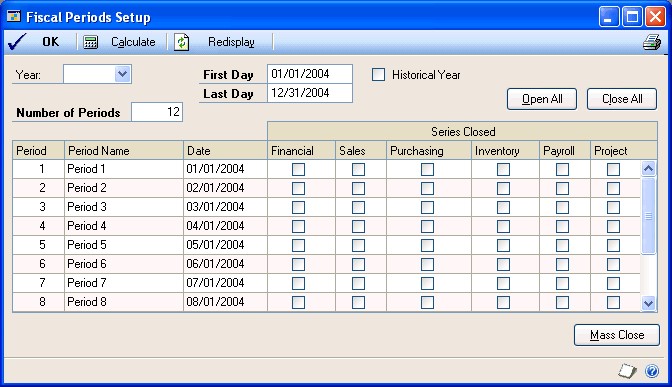 Fiscal Periods Setup
OK Calculate Redisplay
Year: First Day 01/01/2004 Historical Year
Last Day 12/31/2004 Open All Close All
Number of Periods 12
Series Closed
Period Period Name Date Financial Sales Purchasing Inventory Payroll Project
1 Period 1 01/01/2004
2 Period 2 02/01/2004
3 Period 3 03/01/2004
4 Period 4 04/01/2004
5 Period 5 05/01/2004
6 Period 6 06/01/2004
7 Period 7 07/01/2004
8 Period 8 08/01/2004
Mass Close